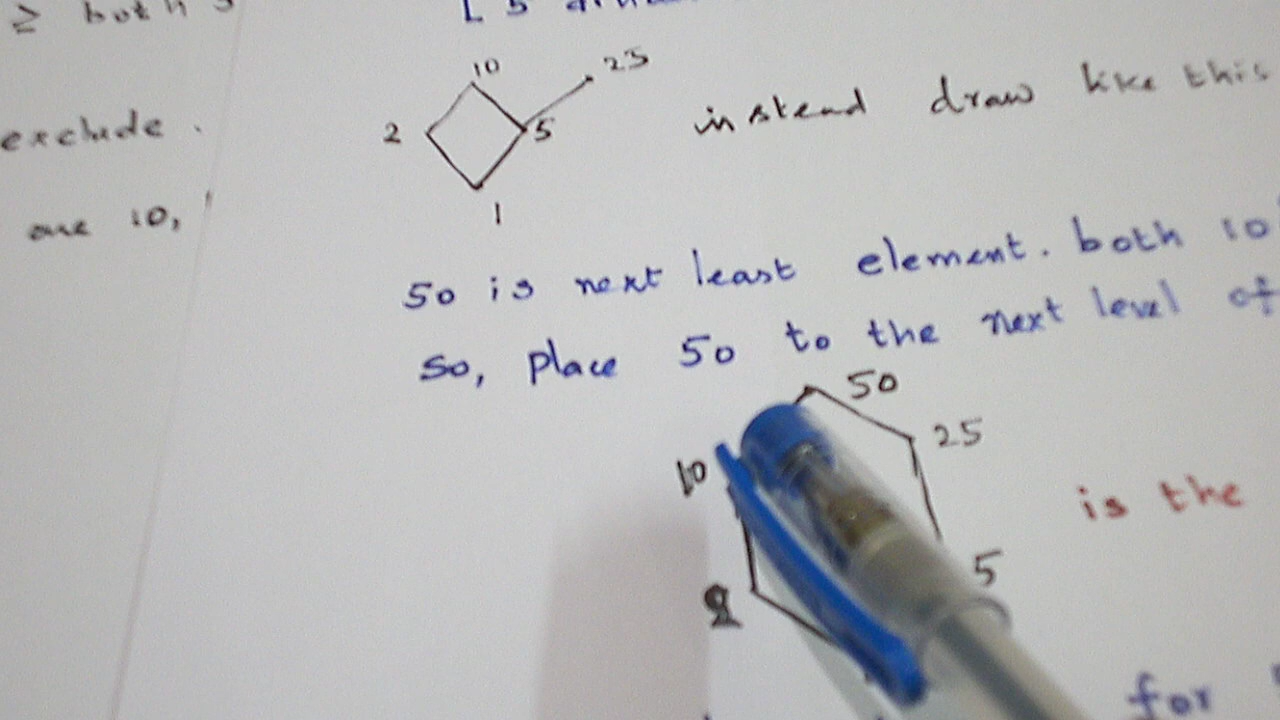 ≥ both
10
25
2
5
instead draw like this
exclude.
1
are 10,
50 is next least element. both 10
So, place 50 to the next level of
50
25
10
is the
5
2
for